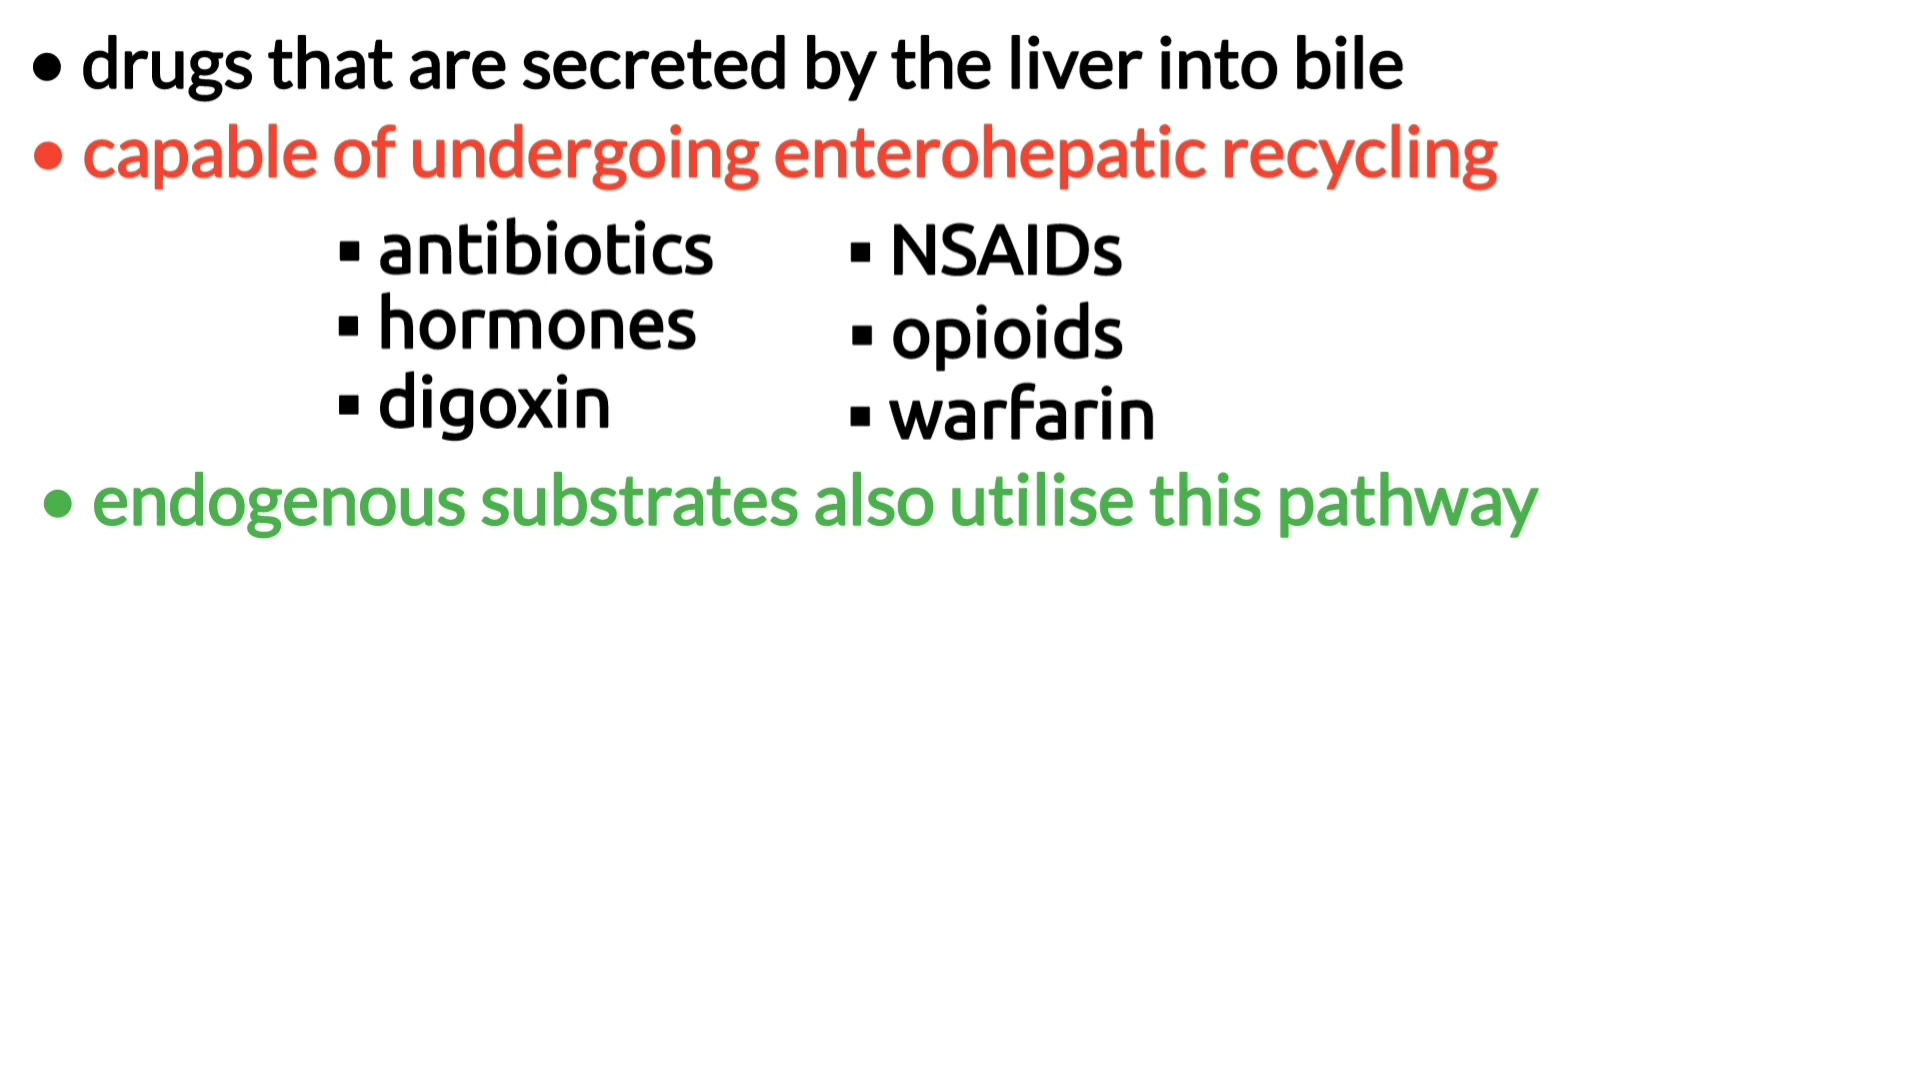 • drugs that are secreted by the liver into bile
• capable of undergoing enterohepatic recycling
▪ antibiotics ▪ NSAIDs
▪ hormones ▪ opioids
▪ digoxin ▪ warfarin
• endogenous substrates also utilise this pathway